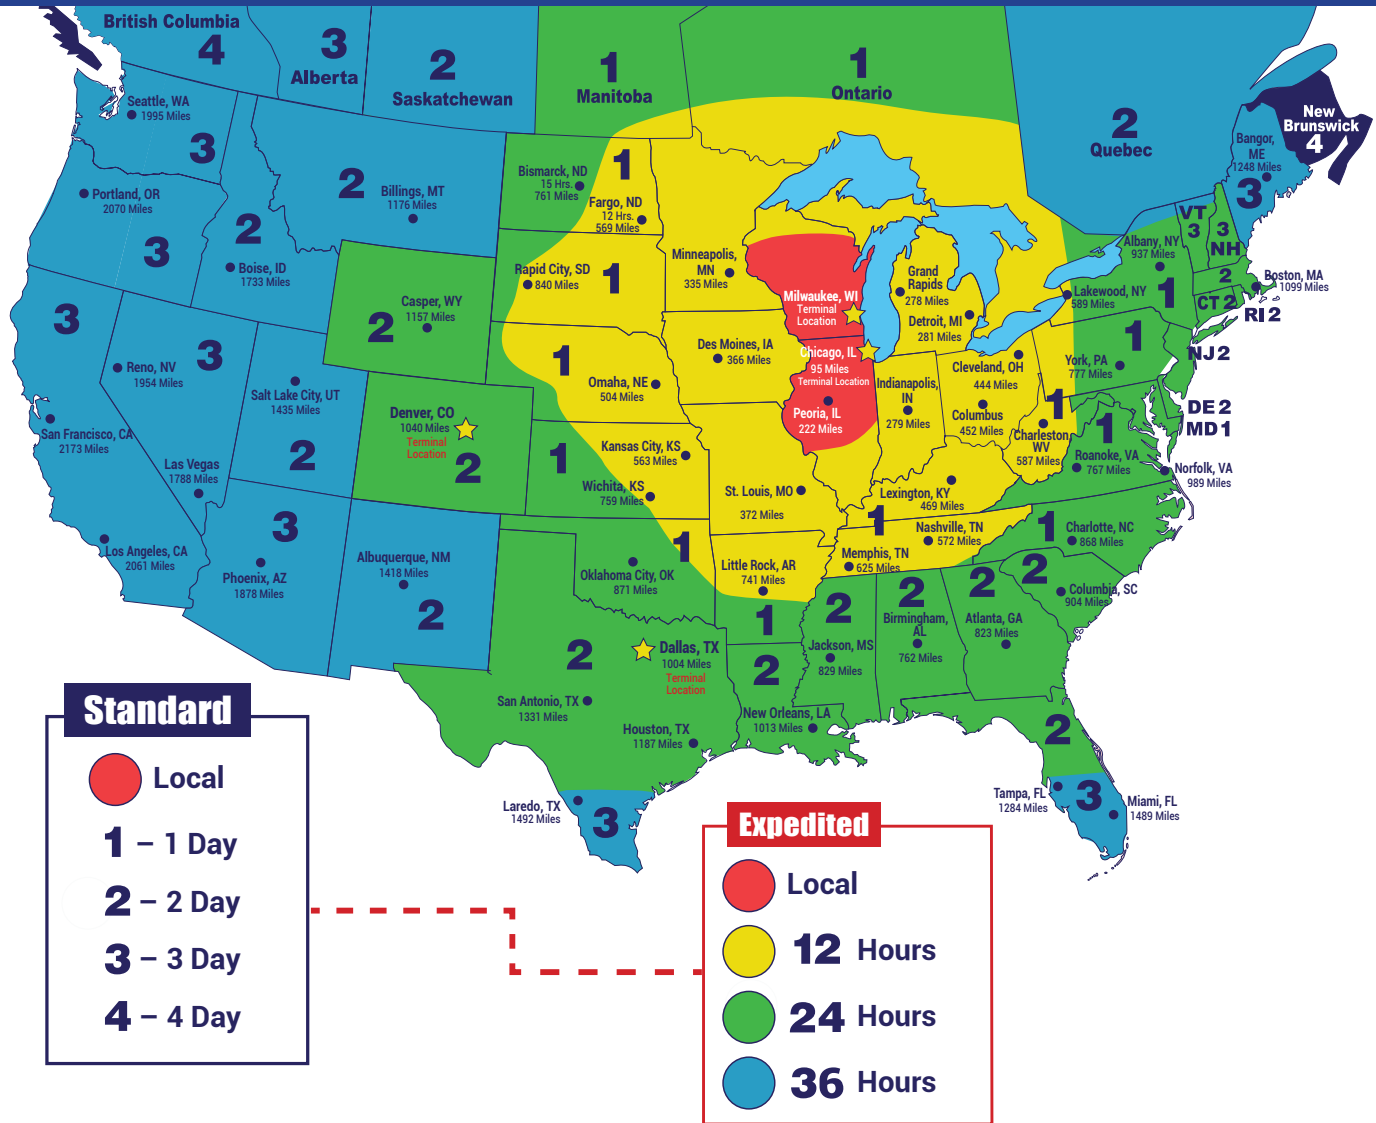 British Columbia
4
3
Alberta
2
Saskatchewan
1
Manitoba
1
Ontario
2
Quebec
New
Brunswick
4
Seattle, WA
1995 Miles
3
Portland, OR
2070 Miles
3
2
Boise, ID
1733 Miles
2
Billings, MT
1176 Miles
Bismarck, ND
15 Hrs.
761 Miles
1
Fargo, ND
12 Hrs.
569 Miles
Rapid City, SD
840 Miles
1
Minneapolis,
MN
335 Miles
Milwaukee, WI
Terminal
Location
Grand
Rapids
278 Miles
Detroit, MI
281 Miles
Bangor,
ME
1248 Miles
3
VT
3
3
NH
Albany, NY
937 Miles
2
Boston, MA
1099 Miles
Lakewood, NY
589 Miles
1
CT 2
RI 2
3
Reno, NV
1954 Miles
3
Casper, WY
1157 Miles
2
1
Omaha, NE
504 Miles
Des Moines, IA
366 Miles
Chicago, IL
95 Miles
Terminal Location
Peoria, IL
222 Miles
Indianapolis,
IN
279 Miles
Cleveland, OH
444 Miles
Columbus
452 Miles
1
York, PA
777 Miles
NJ 2
DE 2
MD 1
San Francisco, CA
2173 Miles
Salt Lake City, UT
1435 Miles
2
Denver, CO
1040 Miles
Terminal
Location
2
1
Kansas City, KS
563 Miles
Wichita, KS
759 Miles
St. Louis, MO
372 Miles
Lexington, KY
469 Miles
1
Charleston,
WV
587 Miles
1
Roanoke, VA
767 Miles
Norfolk, VA
989 Miles
Las Vegas
1788 Miles
Los Angeles, CA
2061 Miles
3
Phoenix, AZ
1878 Miles
Albuquerque, NM
1418 Miles
2
1
Oklahoma City, OK
871 Miles
Little Rock, AR
741 Miles
1
1
Nashville, TN
572 Miles
Memphis, TN
625 Miles
1
Charlotte, NC
868 Miles
2
Columbia, SC
904 Miles
2
Dallas, TX
1004 Miles
Terminal
Location
San Antonio, TX
1331 Miles
Houston, TX
1187 Miles
Laredo, TX
1492 Miles
3
2
New Orleans, LA
1013 Miles
2
Jackson, MS
829 Miles
2
Birmingham,
AL
762 Miles
2
Atlanta, GA
823 Miles
2
Tampa, FL
1284 Miles
3
Miami, FL
1489 Miles
Standard
Local
1 – 1 Day
2 – 2 Day
3 – 3 Day
4 – 4 Day
Expedited
Local
12 Hours
24 Hours
36 Hours